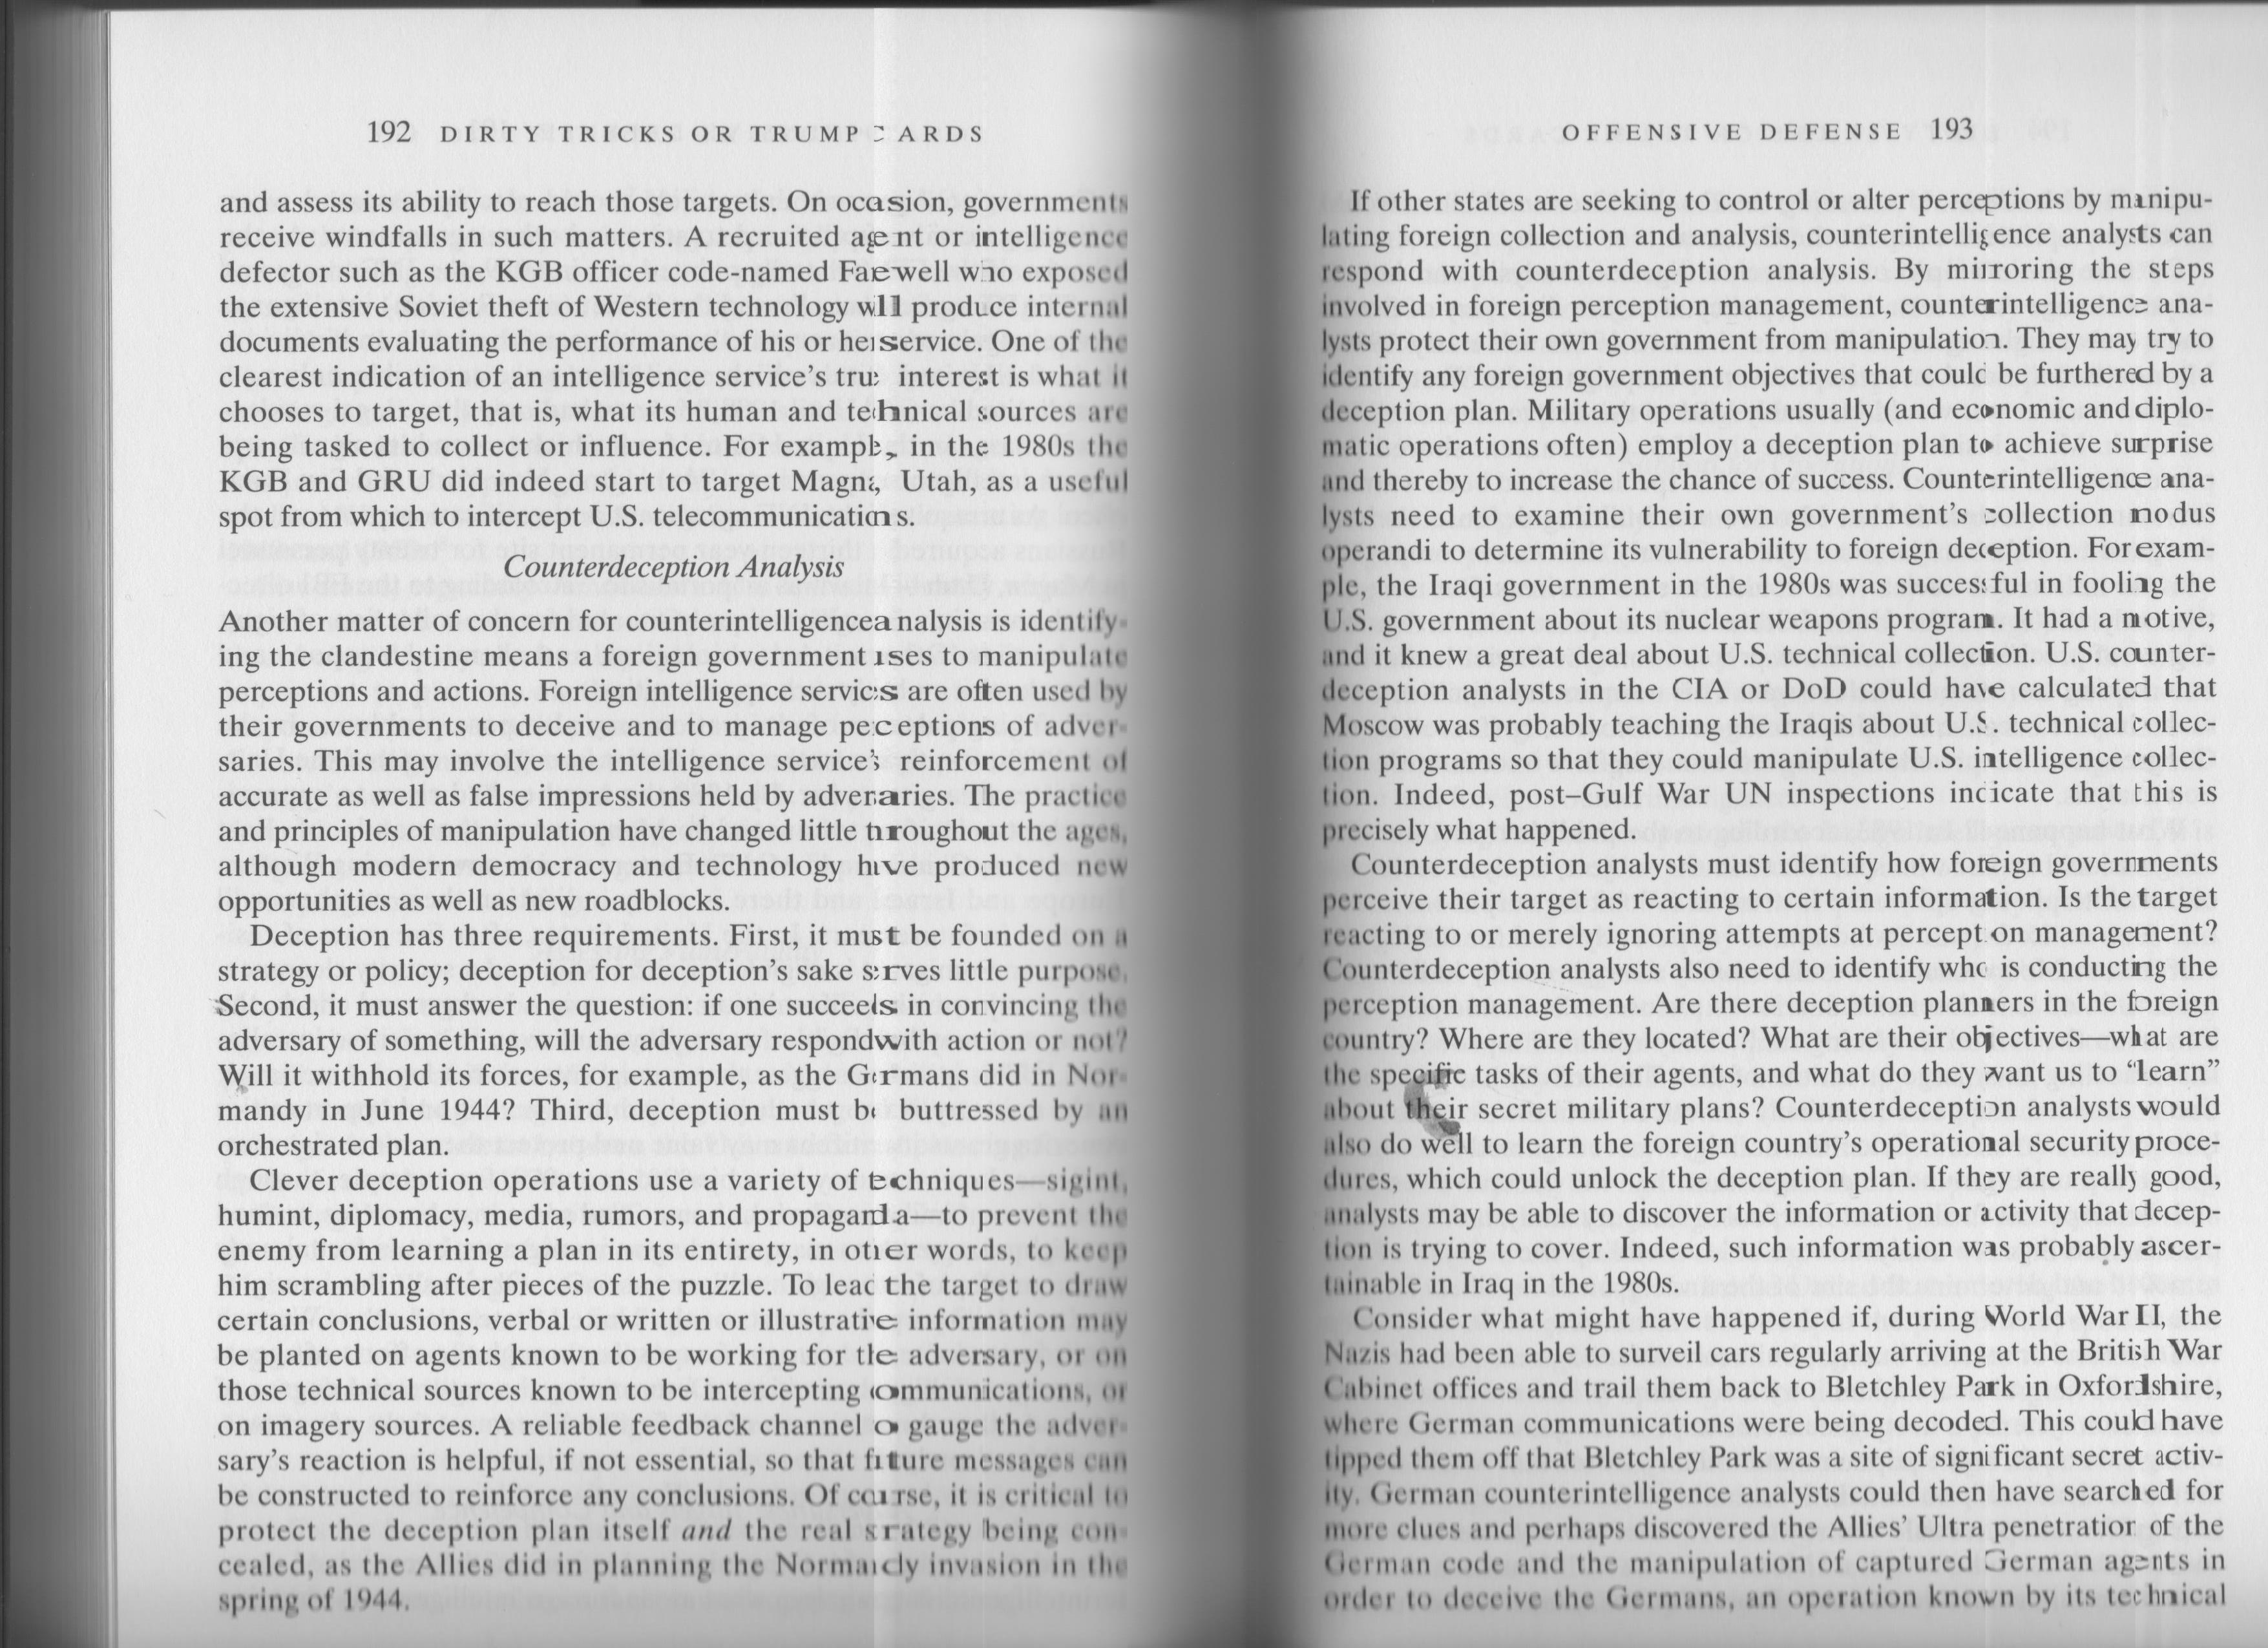 192 DIRTY TRICKS OR TRUMP CARDS
and assess its ability to reach those targets. On occasion, governments
receive windfalls in such matters. A recruited agent or intelligence
defector such as the KGB officer code-named Farewell who exposed
the extensive Soviet theft of Western technology will produce internal
documents evaluating the performance of his or her service. One of the
clearest indication of an intelligence service's true interest is what it
chooses to target, that is, what its human and technical sources are
being tasked to collect or influence. For example, in the 1980s the
KGB and GRU did indeed start to target Magna, Utah, as a useful
spot from which to intercept U.S. telecommunications.
Counterdeception Analysis
Another matter of concern for counterintelligence analysis is identify-
ing the clandestine means a foreign government uses to manipulate
perceptions and actions. Foreign intelligence services are often used by
their governments to deceive and to manage perceptions of adver-
saries. This may involve the intelligence service's reinforcement of
accurate as well as false impressions held by adversaries. The practice
and principles of manipulation have changed little throughout the ages,
although modern democracy and technology have produced new
opportunities as well as new roadblocks.
Deception has three requirements. First, it must be founded on a
strategy or policy; deception for deception's sake serves little purpose.
Second, it must answer the question: if one succeeds in convincing the
adversary of something, will the adversary respond with action or not?
Will it withhold its forces, for example, as the Germans did in Nor-
mandy in June 1944? Third, deception must be buttressed by an
orchestrated plan.
Clever deception operations use a variety of techniques—sigint,
humint, diplomacy, media, rumors, and propaganda—to prevent the
enemy from learning a plan in its entirety, in other words, to keep
him scrambling after pieces of the puzzle. To lead the target to draw
certain conclusions, verbal or written or illustrative information may
be planted on agents known to be working for the adversary, or on
those technical sources known to be intercepting communications, or
on imagery sources. A reliable feedback channel to gauge the adver-
sary's reaction is helpful, if not essential, so that future messages can
be constructed to reinforce any conclusions. Of course, it is critical to
protect the deception plan itself and the real strategy being con-
cealed, as the Allies did in planning the Normandy invasion in the
spring of 1944.
OFFENSIVE DEFENSE 193
If other states are seeking to control or alter perceptions by manipu-
lating foreign collection and analysis, counterintelligence analysts can
respond with counterdeception analysis. By mirroring the steps
involved in foreign perception management, counterintelligence ana-
lysts protect their own government from manipulation. They may try to
identify any foreign government objectives that could be furthered by a
deception plan. Military operations usually (and economic and diplo-
matic operations often) employ a deception plan to achieve surprise
and thereby to increase the chance of success. Counterintelligence ana-
lysts need to examine their own government's collection modus
operandi to determine its vulnerability to foreign deception. For exam-
ple, the Iraqi government in the 1980s was successful in fooling the
U.S. government about its nuclear weapons program. It had a motive,
and it knew a great deal about U.S. technical collection. U.S. counter-
deception analysts in the CIA or DoD could have calculated that
Moscow was probably teaching the Iraqis about U.S. technical collec-
tion programs so that they could manipulate U.S. intelligence collec-
tion. Indeed, post–Gulf War UN inspections indicate that this is
precisely what happened.
Counterdeception analysts must identify how foreign governments
perceive their target as reacting to certain information. Is the target
reacting to or merely ignoring attempts at perception management?
Counterdeception analysts also need to identify who is conducting the
perception management. Are there deception planners in the foreign
country? Where are they located? What are their objectives—what are
the specific tasks of their agents, and what do they want us to “learn”
about their secret military plans? Counterdeception analysts would
also do well to learn the foreign country's operational security proce-
dures, which could unlock the deception plan. If they are really good,
analysts may be able to discover the information or activity that decep-
tion is trying to cover. Indeed, such information was probably ascer-
tainable in Iraq in the 1980s.
Consider what might have happened if, during World War II, the
Nazis had been able to surveil cars regularly arriving at the British War
Cabinet offices and trail them back to Bletchley Park in Oxfordshire,
where German communications were being decoded. This could have
tipped them off that Bletchley Park was a site of significant secret activ-
ity. German counterintelligence analysts could then have searched for
more clues and perhaps discovered the Allies' Ultra penetration of the
German code and the manipulation of captured German agents in
order to deceive the Germans, an operation known by its technical